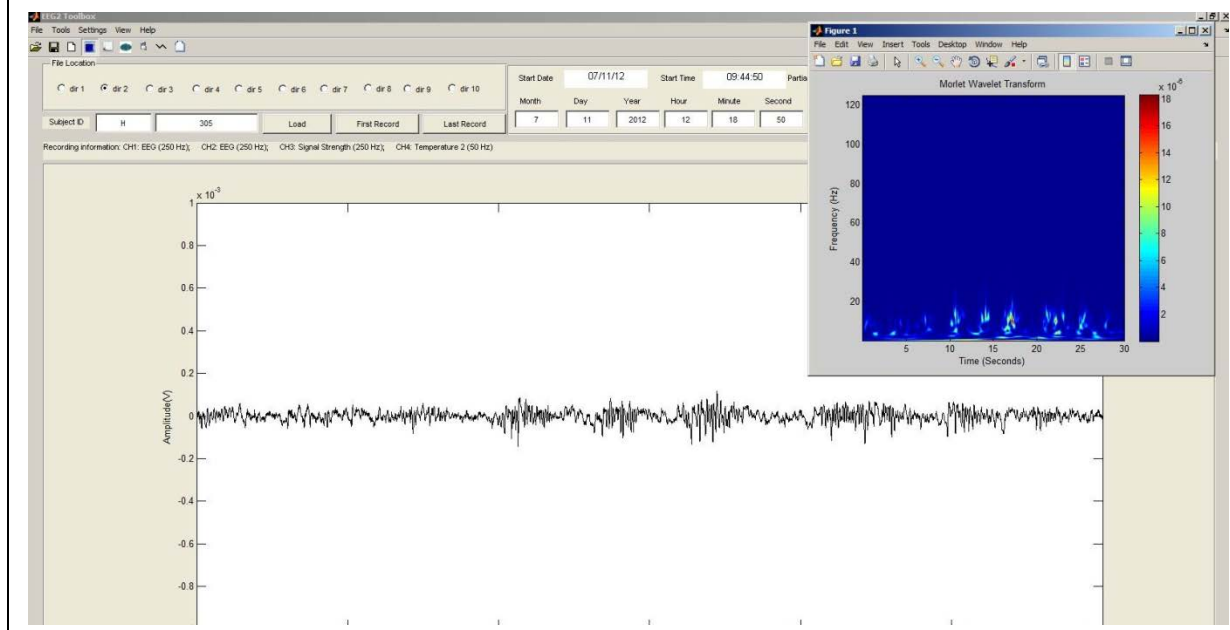 EEG2 Toolbox
File Tools Settings View Help
File Location
dir 1 dir 2 dir 3 dir 4 dir 5 dir 6 dir 7 dir 8 dir 9 dir 10
Subject ID H 305 Load First Record Last Record
Start Date 07/11/12 Start Time 09:44:50 Partia
Month Day Year Hour Minute Second
7 11 2012 12 18 50
Recording information: CH1: EEG (250 Hz); CH2: EEG (250 Hz); CH3: Signal Strength (250 Hz); CH4: Temperature 2 (50 Hz)
x 10-3
1
0.8
0.6
0.4
0.2
0
-0.2
-0.4
-0.6
-0.8
Amplitude(V)
Figure 1
File Edit View Insert Tools Desktop Window Help
Morlet Wavelet Transform
x 10-5
120
100
80
60
40
20
Frequency (Hz)
5 10 15 20 25 30
Time (Seconds)
18
16
14
12
10
8
6
4
2